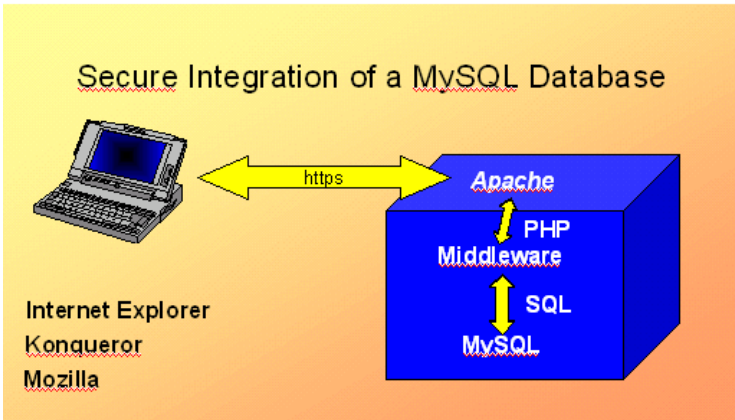 Secure Integration of a MySQL Database
https
Apache
PHP
Middleware
SQL
MySQL
Internet Explorer
Konqueror
Mozilla